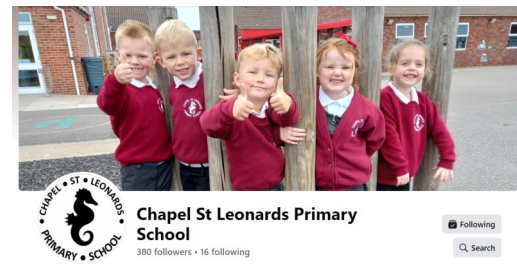 CHAPEL • ST • LEONARDS •
PRIMARY • SCHOOL
Chapel St Leonards Primary
School
380 followers • 16 following
Following
Search